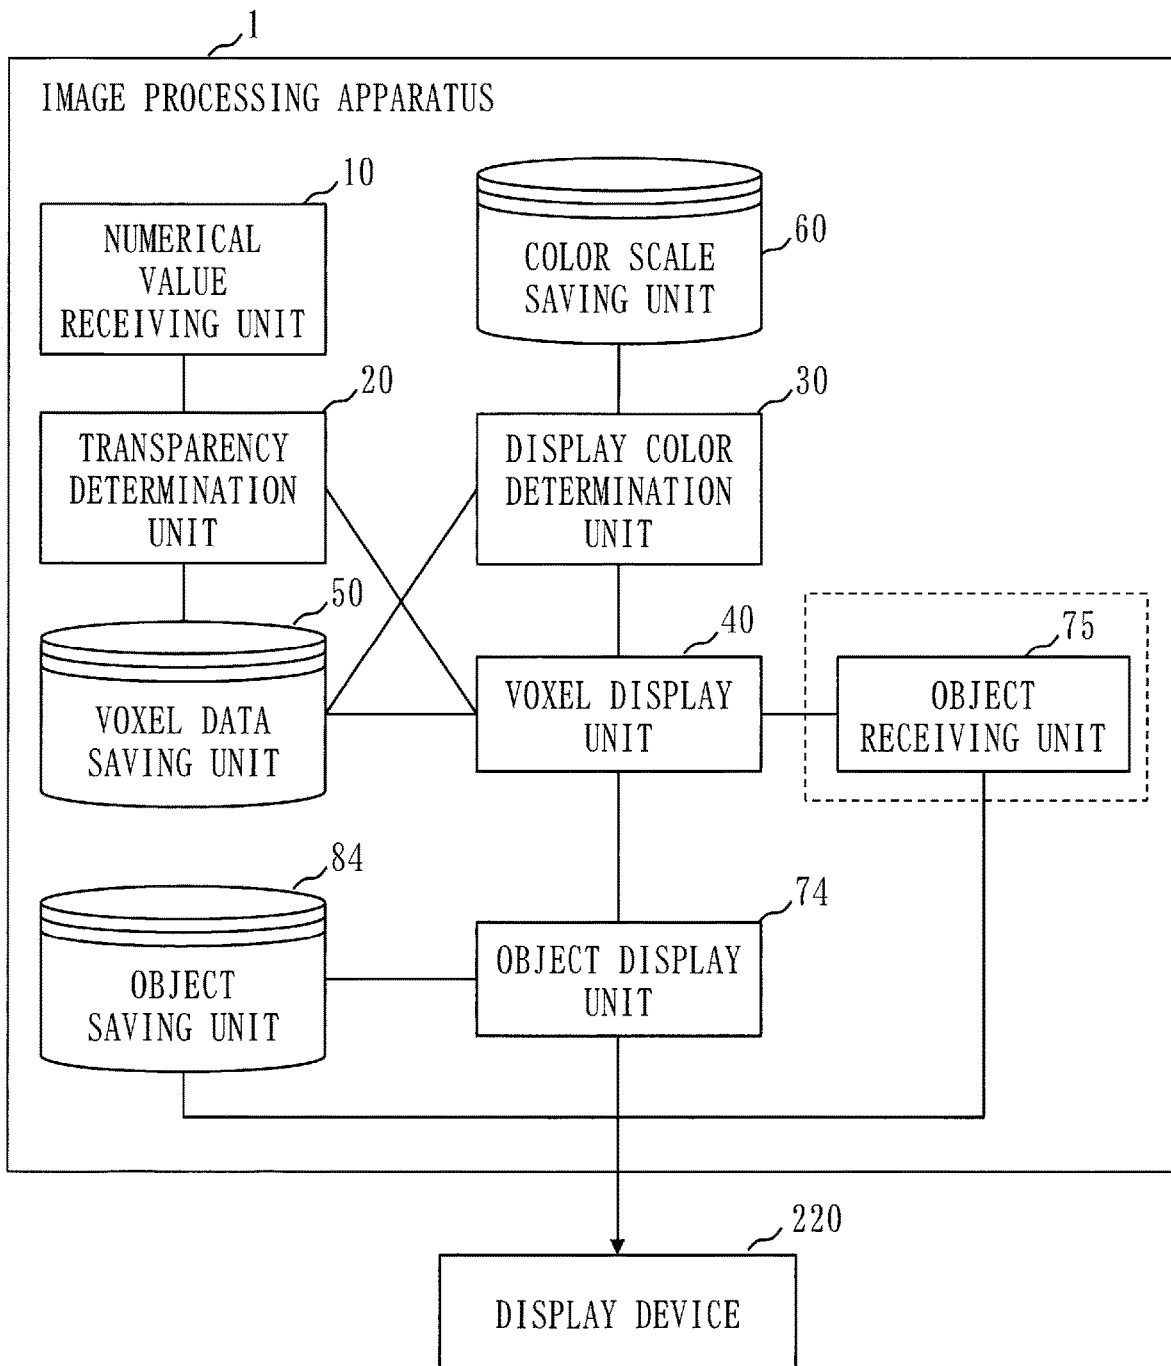 1
IMAGE PROCESSING APPARATUS
10
NUMERICAL
VALUE
RECEIVING UNIT
60
COLOR SCALE
SAVING UNIT
20
TRANSPARENCY
DETERMINATION
UNIT
30
DISPLAY COLOR
DETERMINATION
UNIT
50
VOXEL DATA
SAVING UNIT
40
VOXEL DISPLAY
UNIT
75
OBJECT
RECEIVING UNIT
84
OBJECT
SAVING UNIT
74
OBJECT DISPLAY
UNIT
220
DISPLAY DEVICE